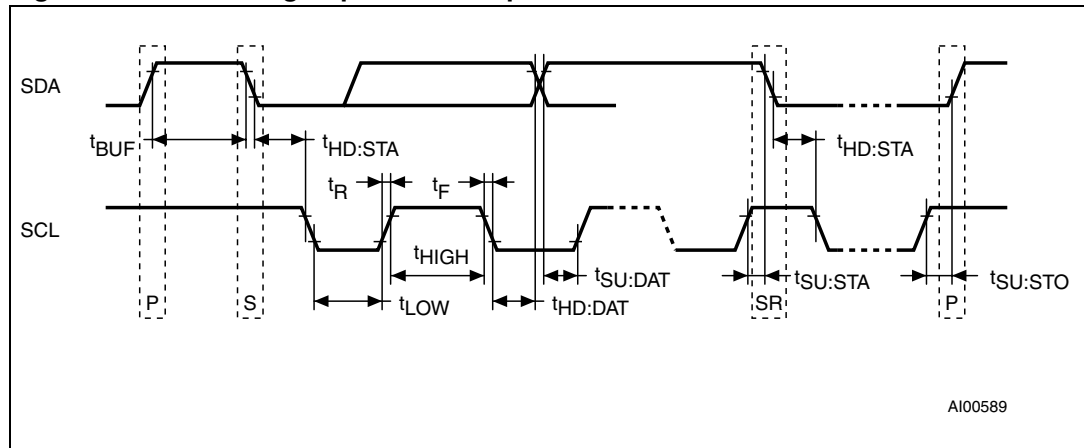 SDA
tBUF
tHD:STA
tHD:STA
tR
tF
SCL
tHIGH
tSU:DAT
tSU:STA
tSU:STO
P
S
tLOW
tHD:DAT
SR
P
AI00589